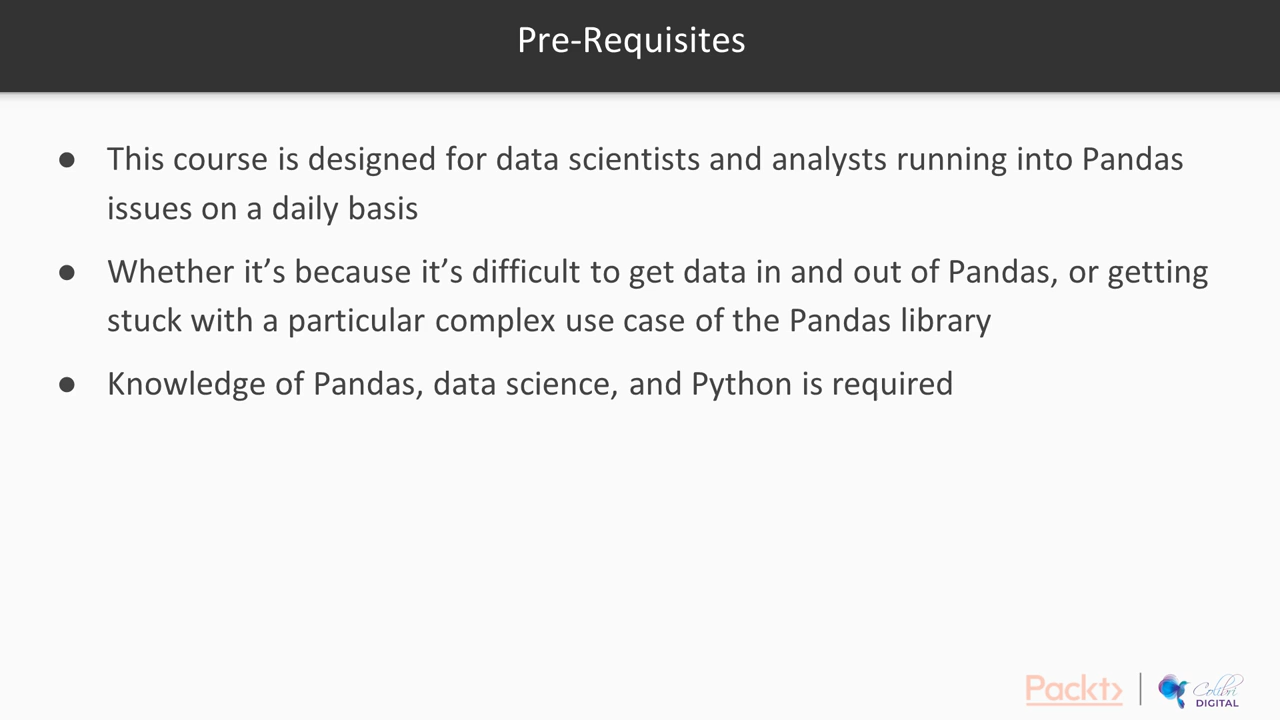 Pre-Requisites
● This course is designed for data scientists and analysts running into Pandas
issues on a daily basis
● Whether it’s because it’s difficult to get data in and out of Pandas, or getting
stuck with a particular complex use case of the Pandas library
● Knowledge of Pandas, data science, and Python is required
Packt
Colibri
DIGITAL